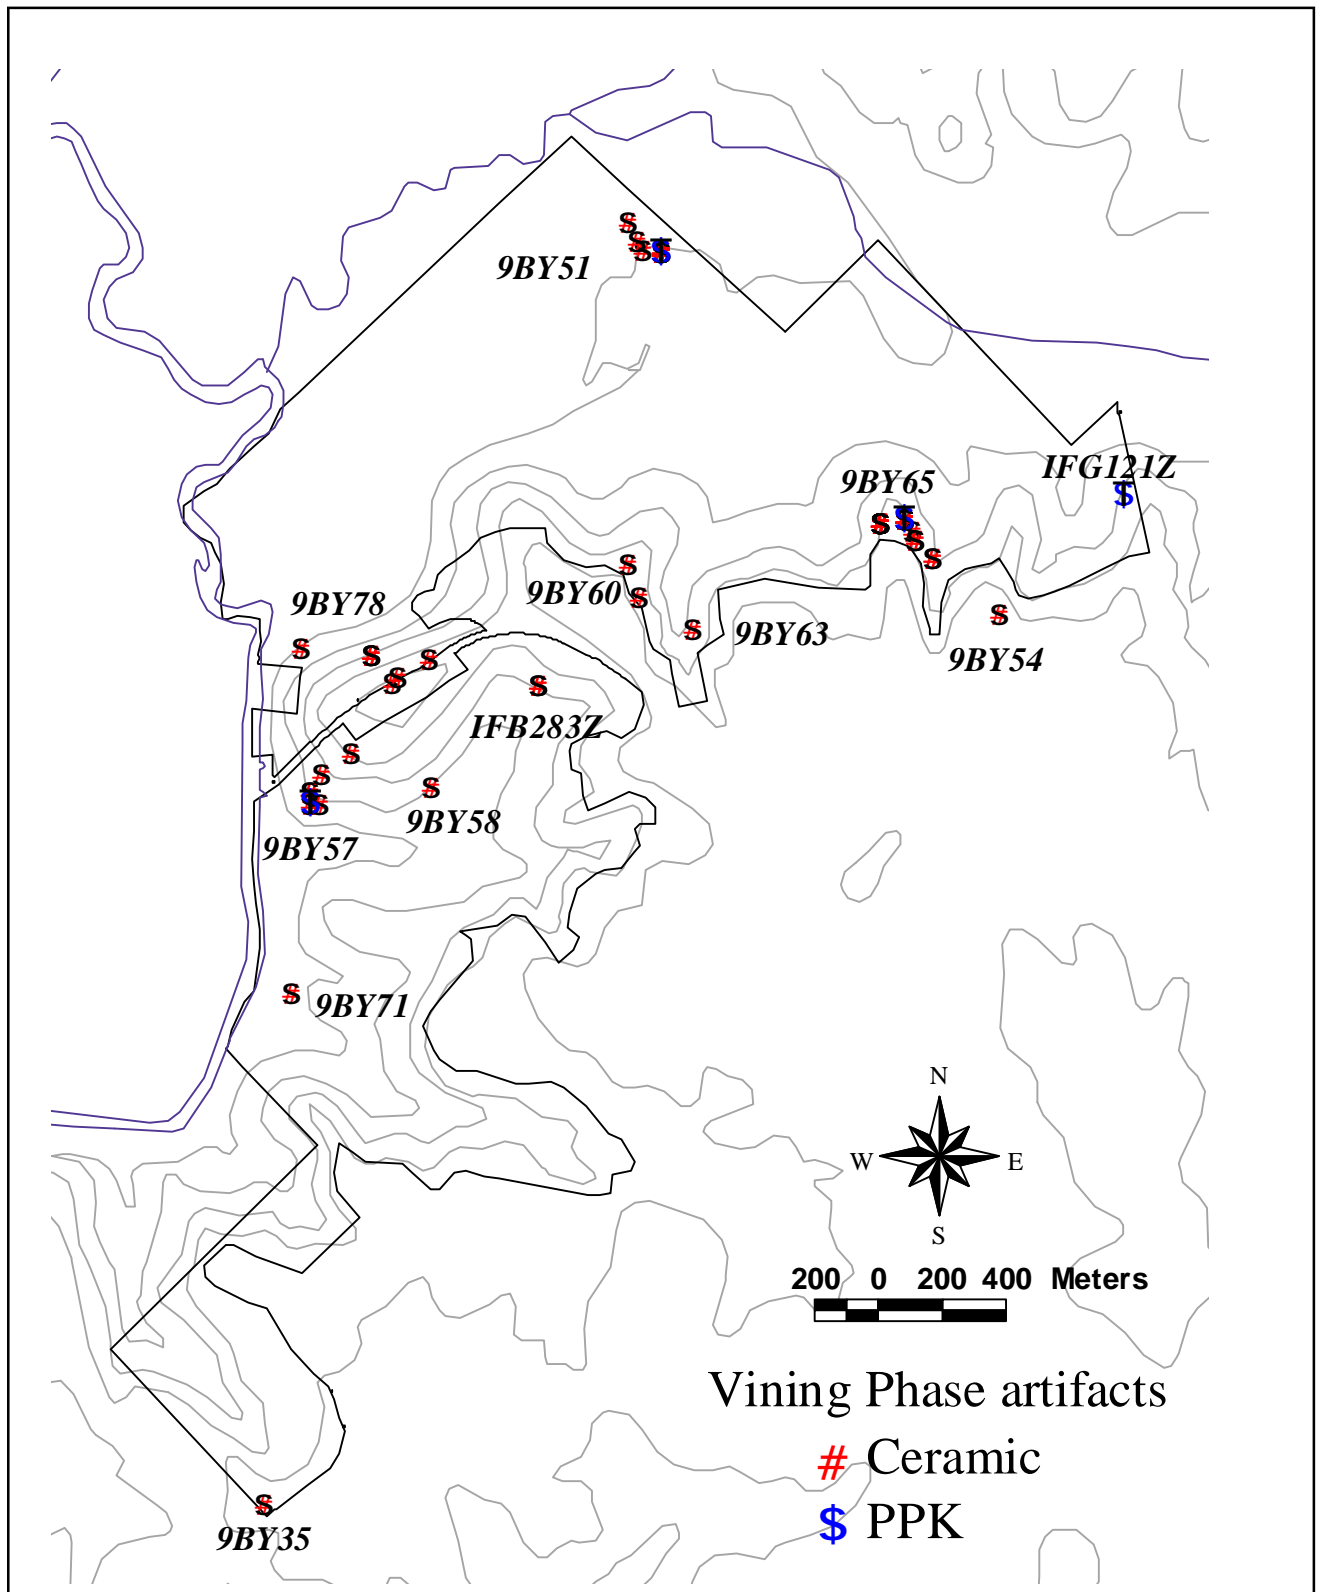 9BY51
IFG121Z
9BY65
9BY60
9BY78
9BY63
9BY54
IFB283Z
9BY58
9BY57
9BY71
N
W E
S
200 0 200 400 Meters
Vining Phase artifacts
# Ceramic
$ PPK
9BY35